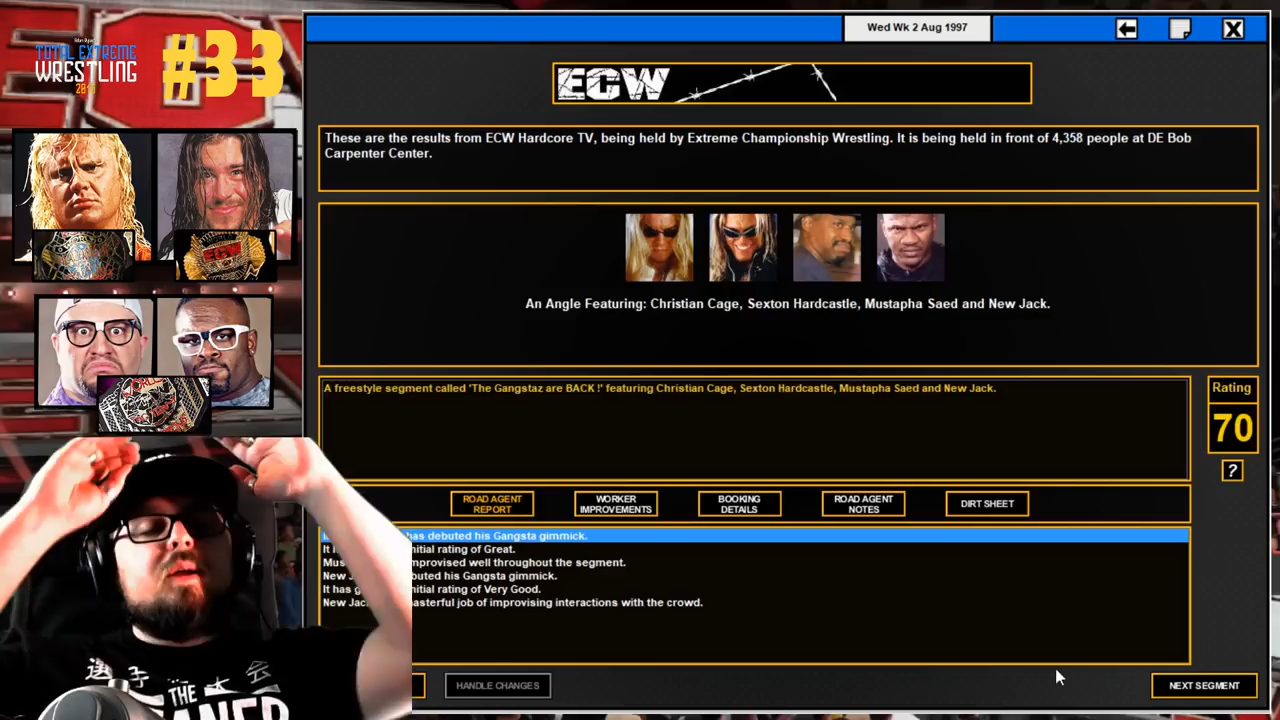 TOTAL EXTREME
WRESTLING
#33
Wed Wk 2 Aug 1997
X
ECW
These are the results from ECW Hardcore TV, being held by Extreme Championship Wrestling. It is being held in front of 4,358 people at DE Bob
Carpenter Center.
An Angle Featuring: Christian Cage, Sexton Hardcastle, Mustapha Saed and New Jack.
A freestyle segment called 'The Gangstaz are BACK !' featuring Christian Cage, Sexton Hardcastle, Mustapha Saed and New Jack.
Rating
70
?
ROAD AGENT
REPORT
WORKER
IMPROVEMENTS
BOOKING
DETAILS
ROAD AGENT
NOTES
DIRT SHEET
has debuted his Gangsta gimmick.
initial rating of Great.
improvised well throughout the segment.
New debuted his Gangsta gimmick.
It has initial rating of Very Good.
New Jack masterful job of improvising interactions with the crowd.
HANDLE CHANGES
NEXT SEGMENT
ECW
THE